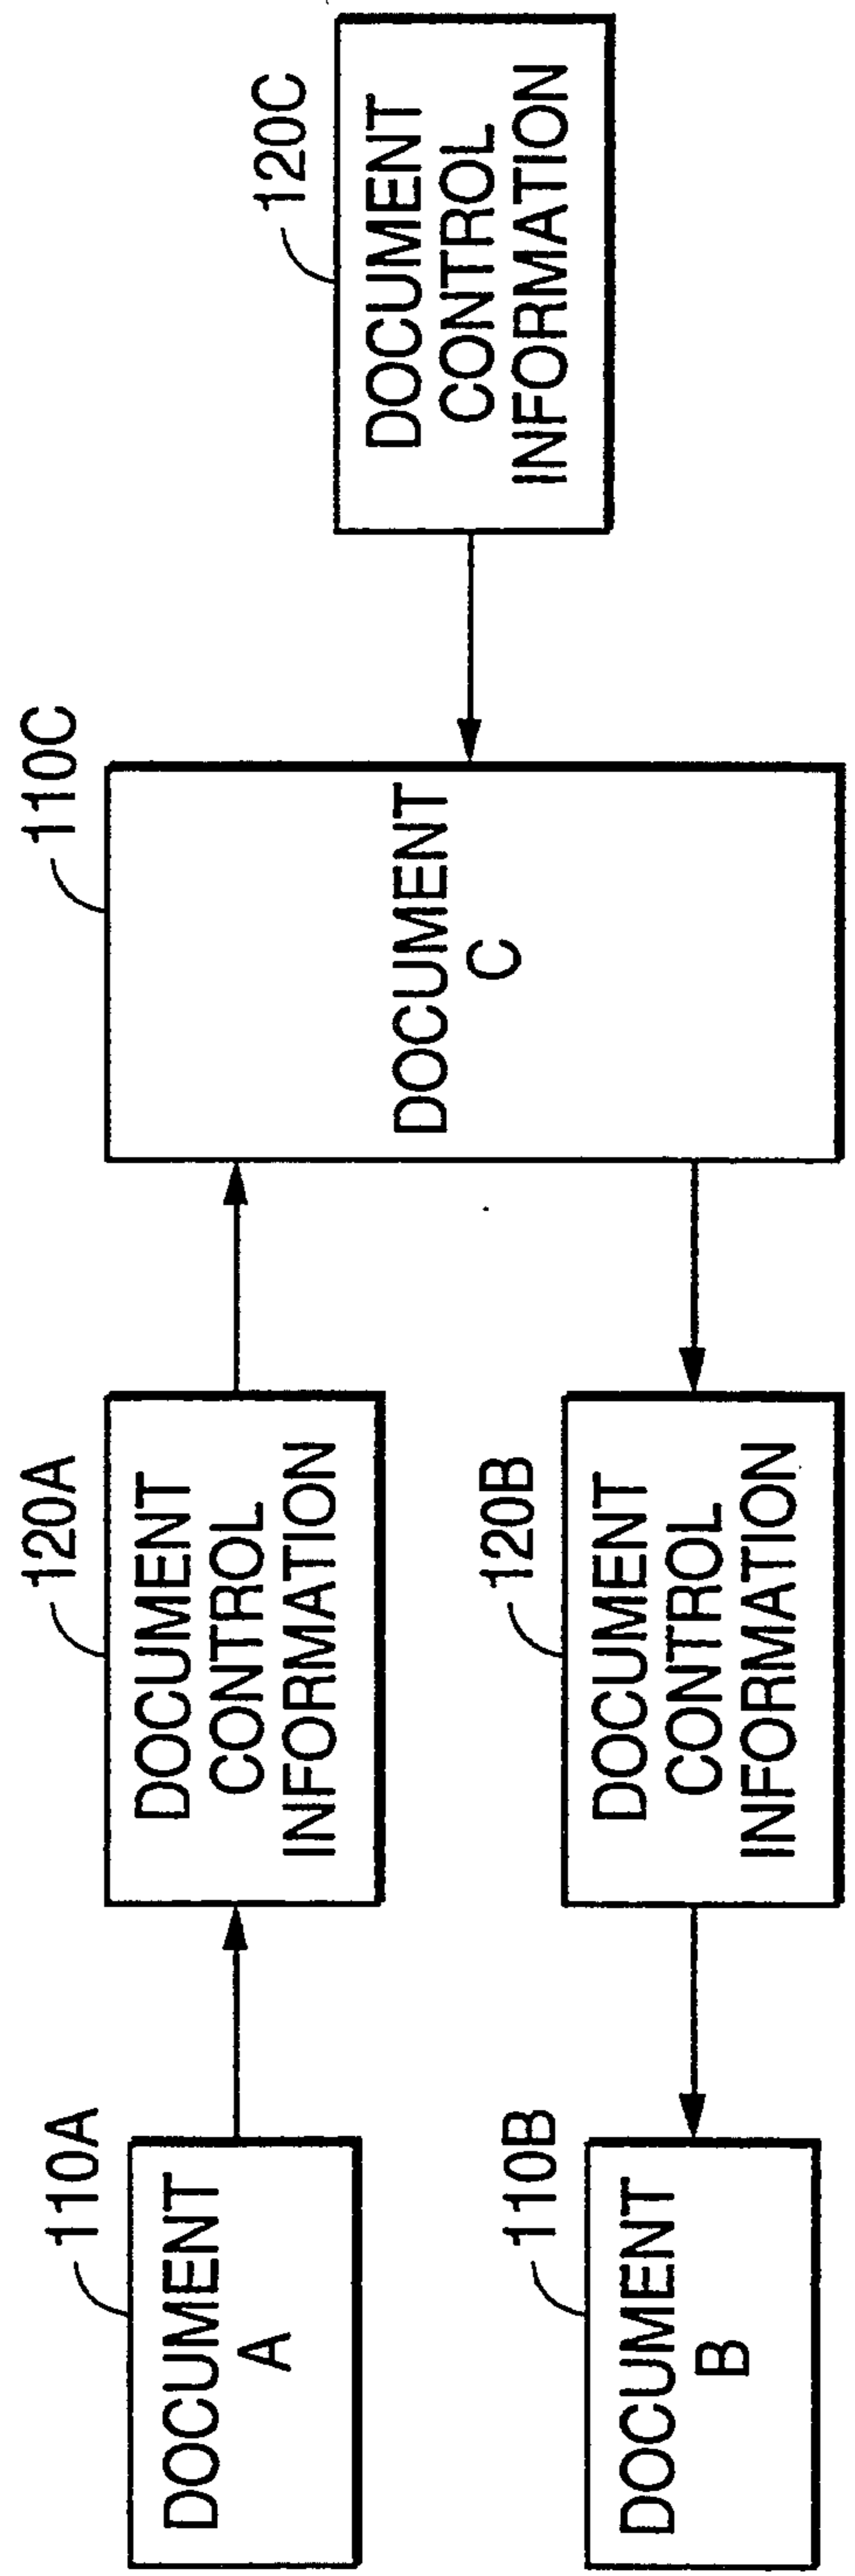 110A
DOCUMENT
A
120A
DOCUMENT
CONTROL
INFORMATION
110C
DOCUMENT
C
120C
DOCUMENT
CONTROL
INFORMATION
110B
DOCUMENT
B
120B
DOCUMENT
CONTROL
INFORMATION